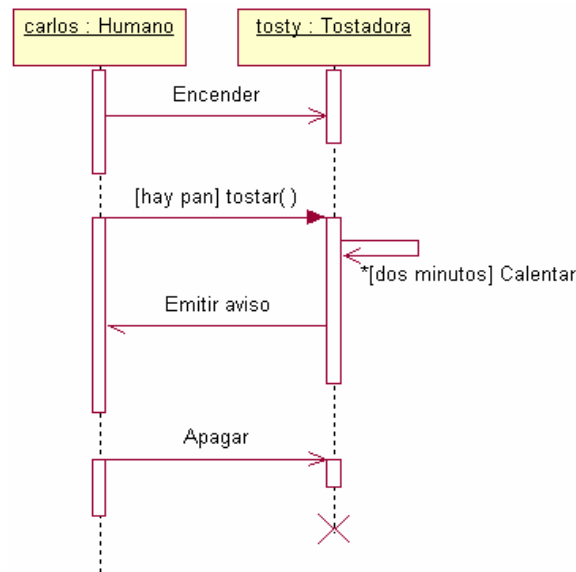 carlos : Humano
tosty : Tostadora
Encender
[hay pan] tostar( )
*[dos minutos] Calentar
Emitir aviso
Apagar